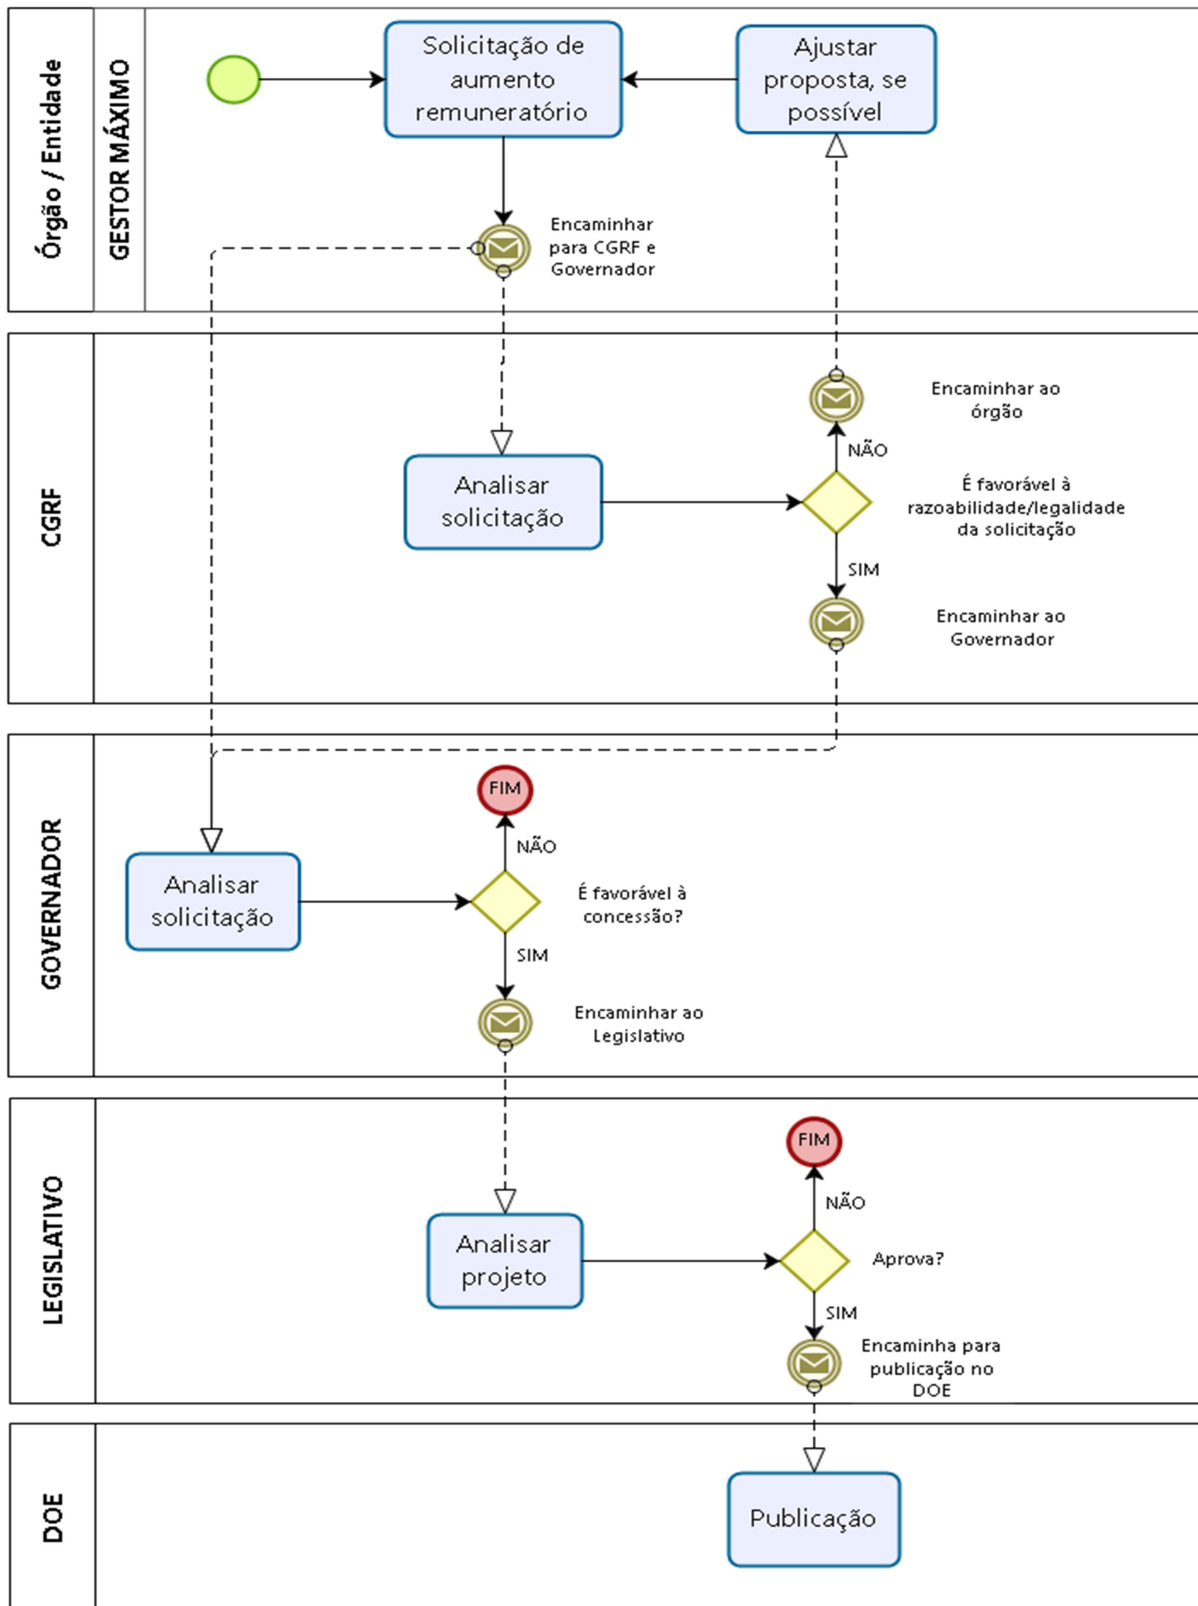 Órgão / Entidade
GESTOR MÁXIMO
Solicitação de
aumento
remuneratório
Ajustar
proposta, se
possível
Encaminhar
para CGRF e
Governador
CGRF
Encaminhar ao
órgão
NÃO
Analisar
solicitação
É favorável à
razoabilidade/legalidade
da solicitação
SIM
Encaminhar ao
Governador
GOVERNADOR
FIM
NÃO
Analisar
solicitação
É favorável à
concessão?
SIM
Encaminhar ao
Legislativo
LEGISLATIVO
FIM
NÃO
Analisar
projeto
Aprova?
SIM
Encaminha para
publicação no
DOE
DOE
Publicação